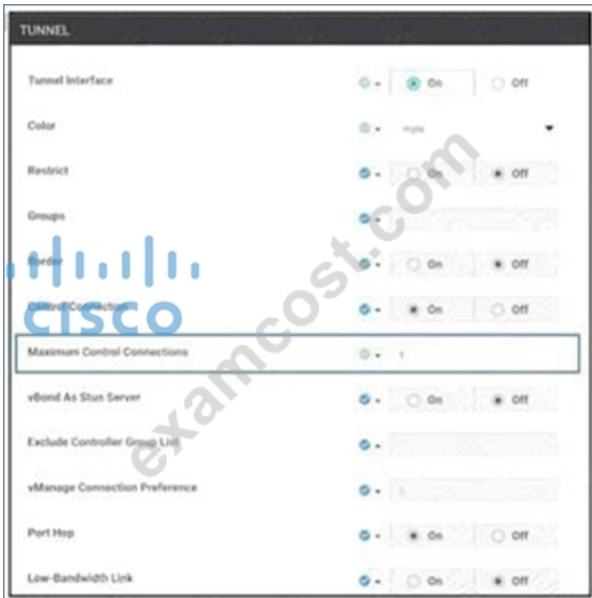 TUNNEL
Tunnel Interface
On
Off
Color
mpls
Restrict
On
Off
Groups
Border
On
Off
Control Connection
On
Off
Maximum Control Connections
1
vBond As Stun Server
On
Off
Exclude Controller Group List
vManage Connection Preference
5
Port Hop
On
Off
Low-Bandwidth Link
On
Off
CISCO
examcost.com